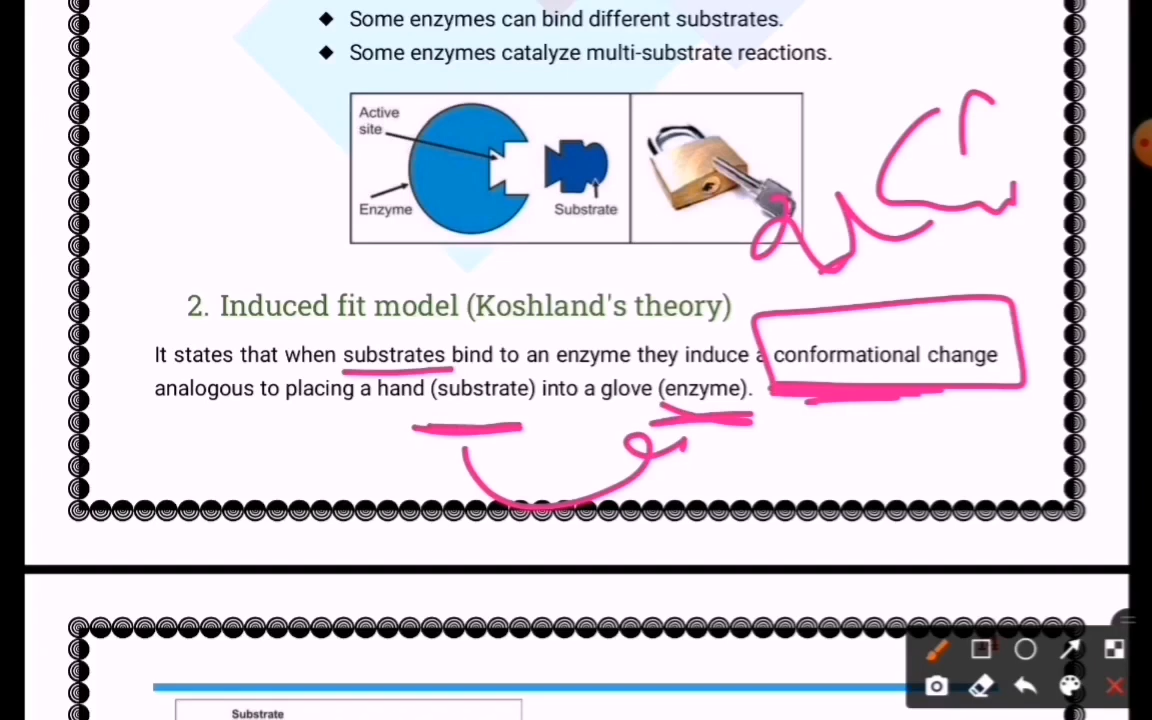 ◆ Some enzymes can bind different substrates.
◆ Some enzymes catalyze multi-substrate reactions.
Active
site
Enzyme
Substrate
2. Induced fit model (Koshland's theory)
It states that when substrates bind to an enzyme they induce a conformational change
analogous to placing a hand (substrate) into a glove (enzyme).
Substrate